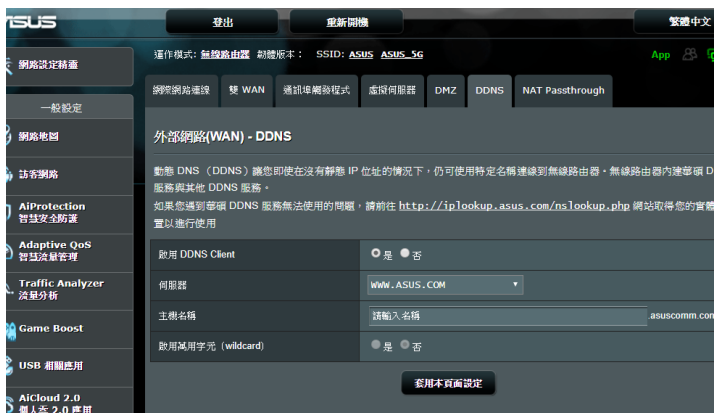 登出
重新開機
繁體中文
運作模式: 無線路由器 韌體版本: SSID: ASUS ASUS_5G
App
網路設定精靈
一般設定
網路地圖
訪客網路
AiProtection
智慧安全防護
Adaptive QoS
智慧流量管理
Traffic Analyzer
流量分析
Game Boost
USB 相關應用
AiCloud 2.0
個人雲 2.0 應用
網際網路連線
雙 WAN
通訊埠觸發程式
虛擬伺服器
DMZ
DDNS
NAT Passthrough
外部網路(WAN) - DDNS
動態 DNS (DDNS) 讓您即使在沒有靜態 IP 位址的情況下,仍可使用特定名稱連線到無線路由器。無線路由器內建華碩 D
服務與其他 DDNS 服務。
如果您遇到華碩 DDNS 服務無法使用的問題,請前往 http://iplookup.asus.com/nslookup.php 網站取得您的實體
置以進行使用
啟用 DDNS Client
是 否
伺服器
WWW.ASUS.COM
主機名稱
請輸入名稱
.asuscomm.com
啟用萬用字元 (wildcard)
是 否
套用本頁面設定